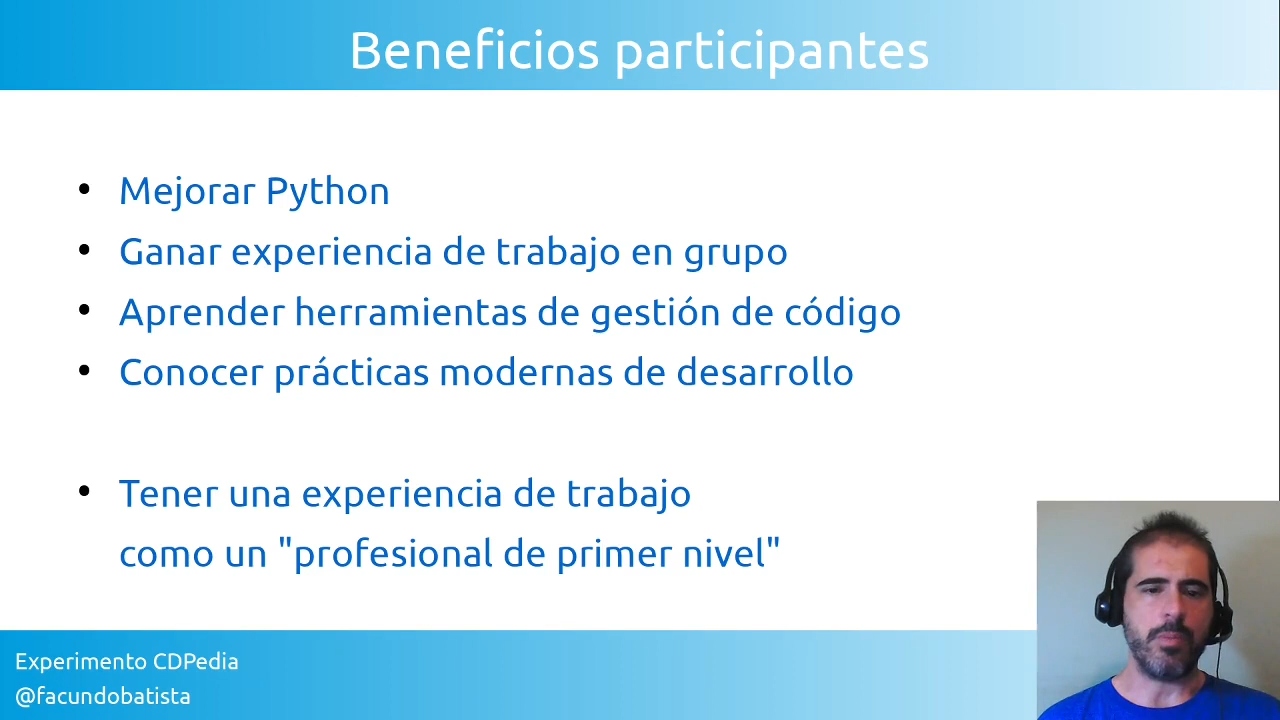 Beneficios participantes
Mejorar Python
Ganar experiencia de trabajo en grupo
Aprender herramientas de gestión de código
Conocer prácticas modernas de desarrollo
Tener una experiencia de trabajo
como un "profesional de primer nivel"
Experimento CDPedia
@facundobatista